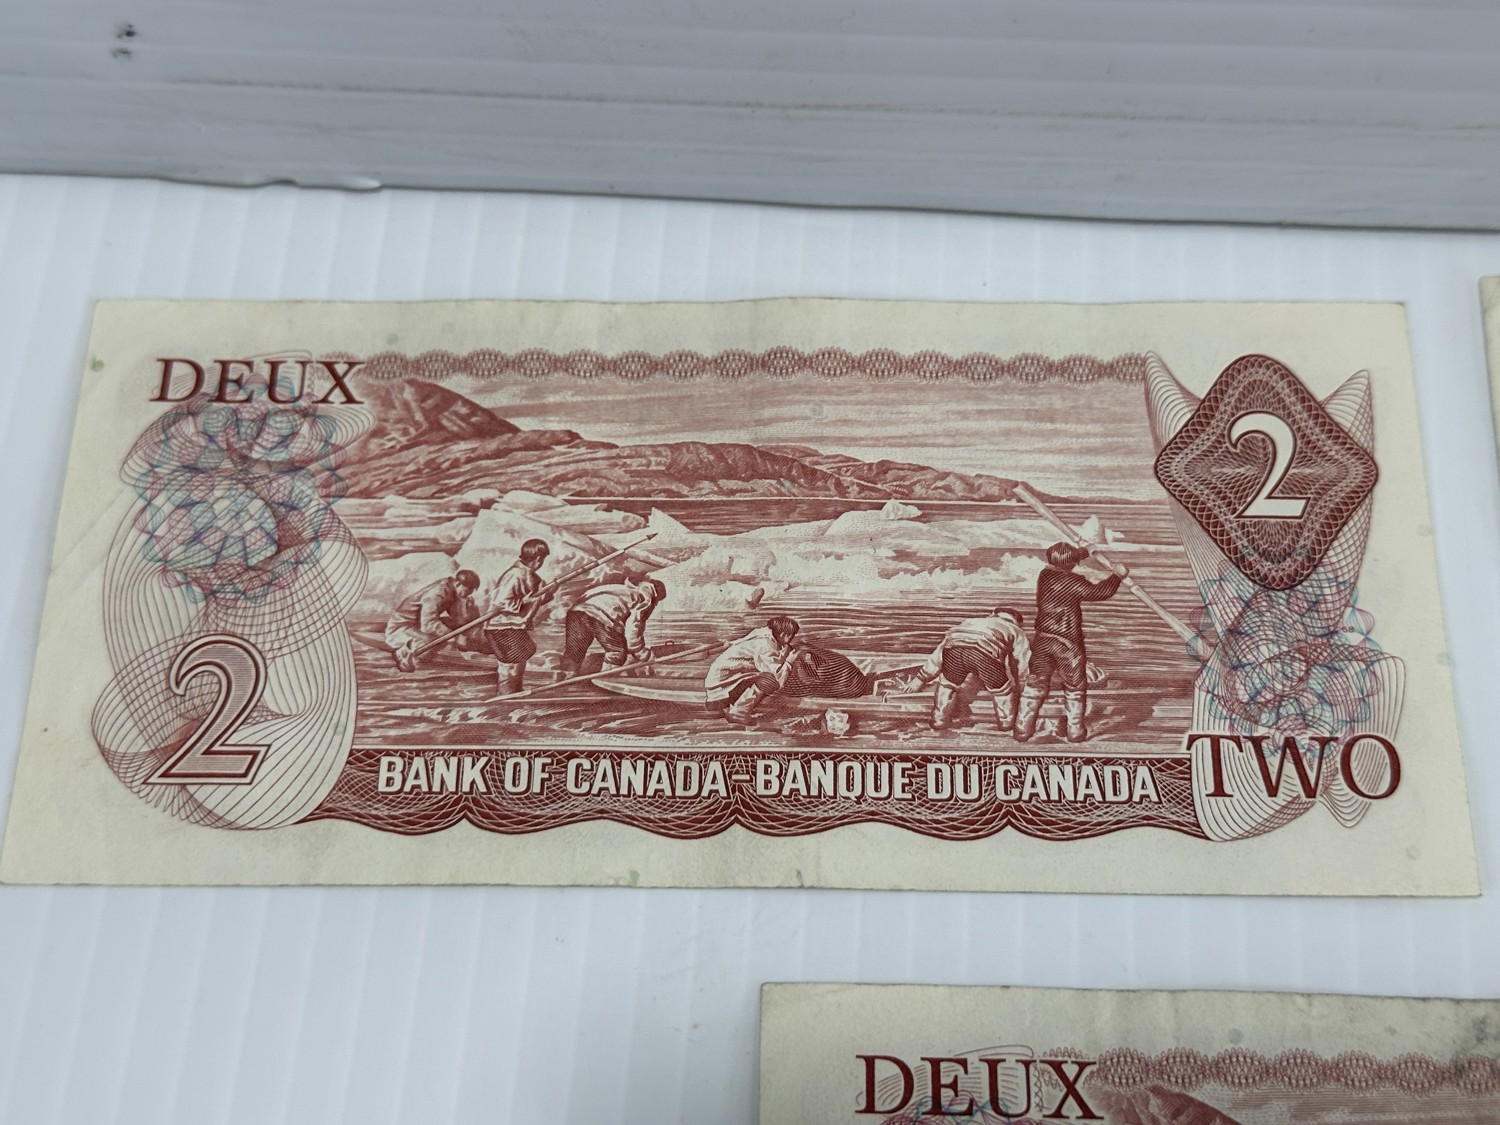 DEUX
2
2
BANK OF CANADA-BANQUE DU CANADA
TWO
DEUX